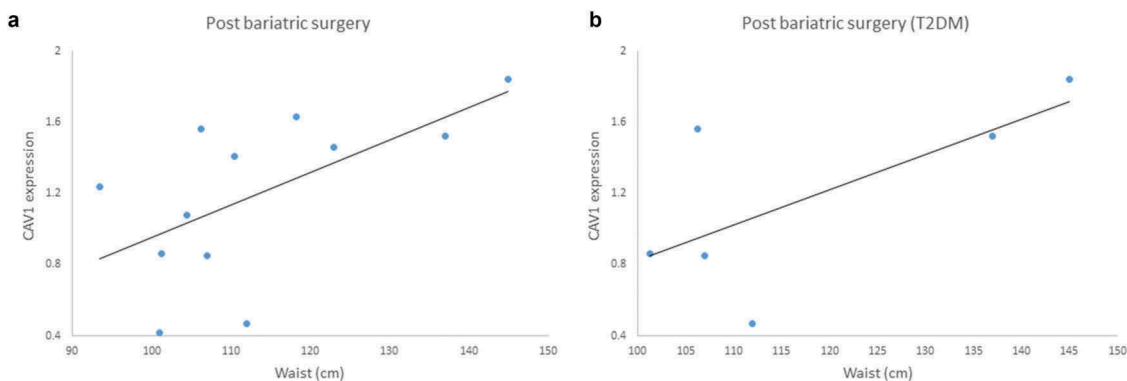 a
Post bariatric surgery
2
1.6
1.2
0.8
0.4
CAV1 expression
90 100 110 120 130 140 150
Waist (cm)
b
Post bariatric surgery (T2DM)
2
1.6
1.2
0.8
0.4
CAV1 expression
100 105 110 115 120 125 130 135 140 145 150
Waist (cm)